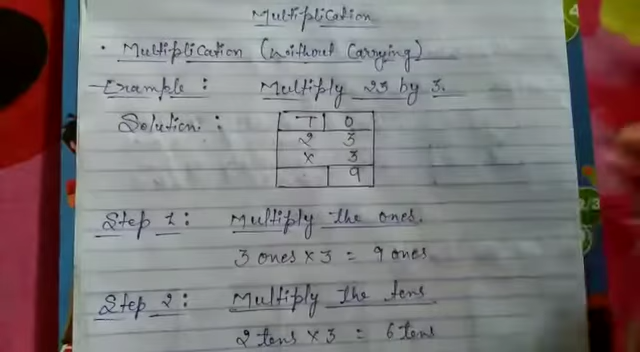 Multiplication
• Multiplication (without Carrying)
Example : Multiply 23 by 3.
Solution : T O
2 3
x 3
9
Step 1 : Multiply the ones.
3 ones x 3 = 9 ones
Step 2 : Multiply the tens
2 tens x 3 = 6 tens